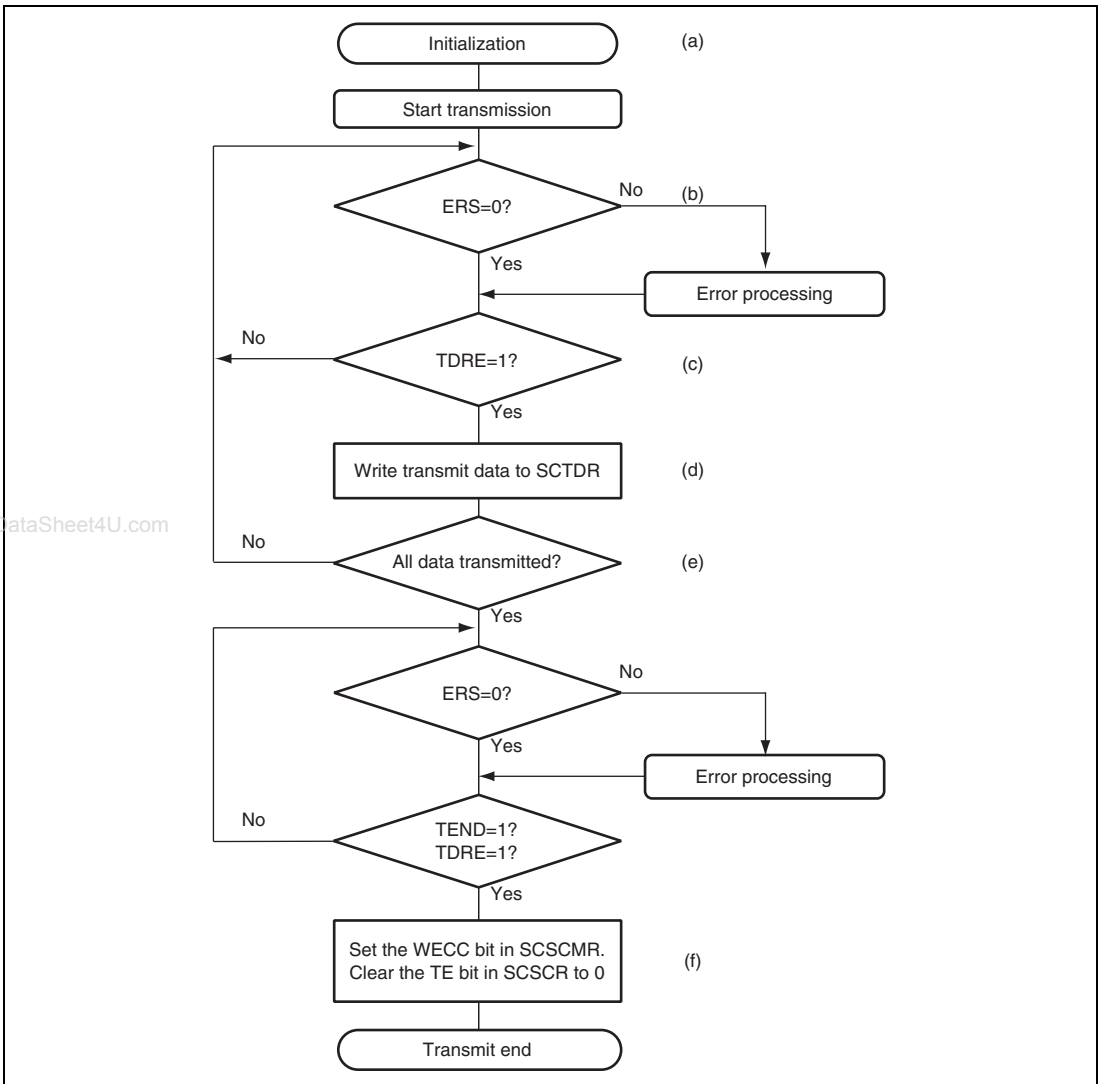 Initialization
(a)
Start transmission
ERS=0?
No
(b)
Yes
Error processing
No
TDRE=1?
(c)
Yes
Write transmit data to SCTDR
(d)
ataSheet4U.com
No
All data transmitted?
(e)
Yes
ERS=0?
No
Yes
Error processing
No
TEND=1?
TDRE=1?
Yes
Set the WECC bit in SCSCMR.
Clear the TE bit in SCSCR to 0
(f)
Transmit end